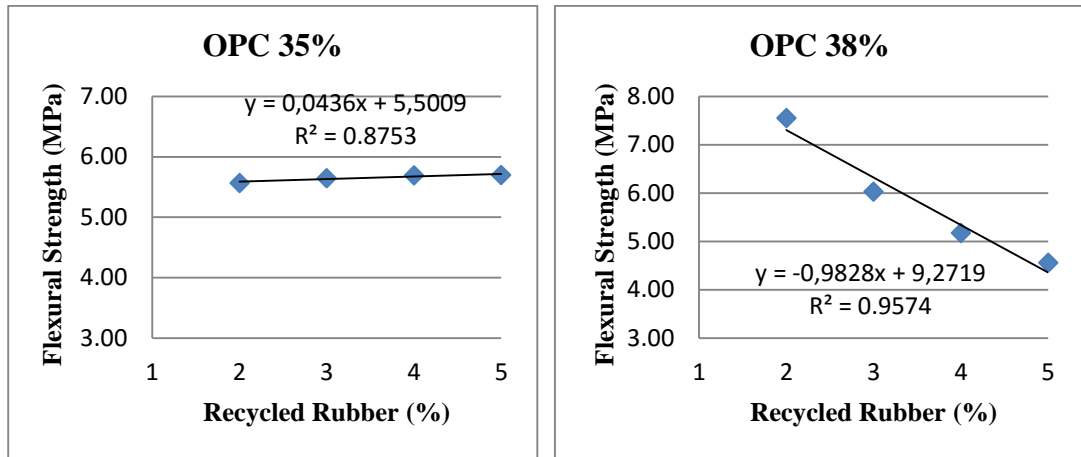 OPC 35%
y = 0,0436x + 5,5009
R² = 0.8753
Flexural Strength (MPa)
7.00
6.00
5.00
4.00
3.00
1 2 3 4 5
Recycled Rubber (%)
OPC 38%
y = -0,9828x + 9,2719
R² = 0.9574
Flexural Strength (MPa)
8.00
7.00
6.00
5.00
4.00
3.00
1 2 3 4 5
Recycled Rubber (%)